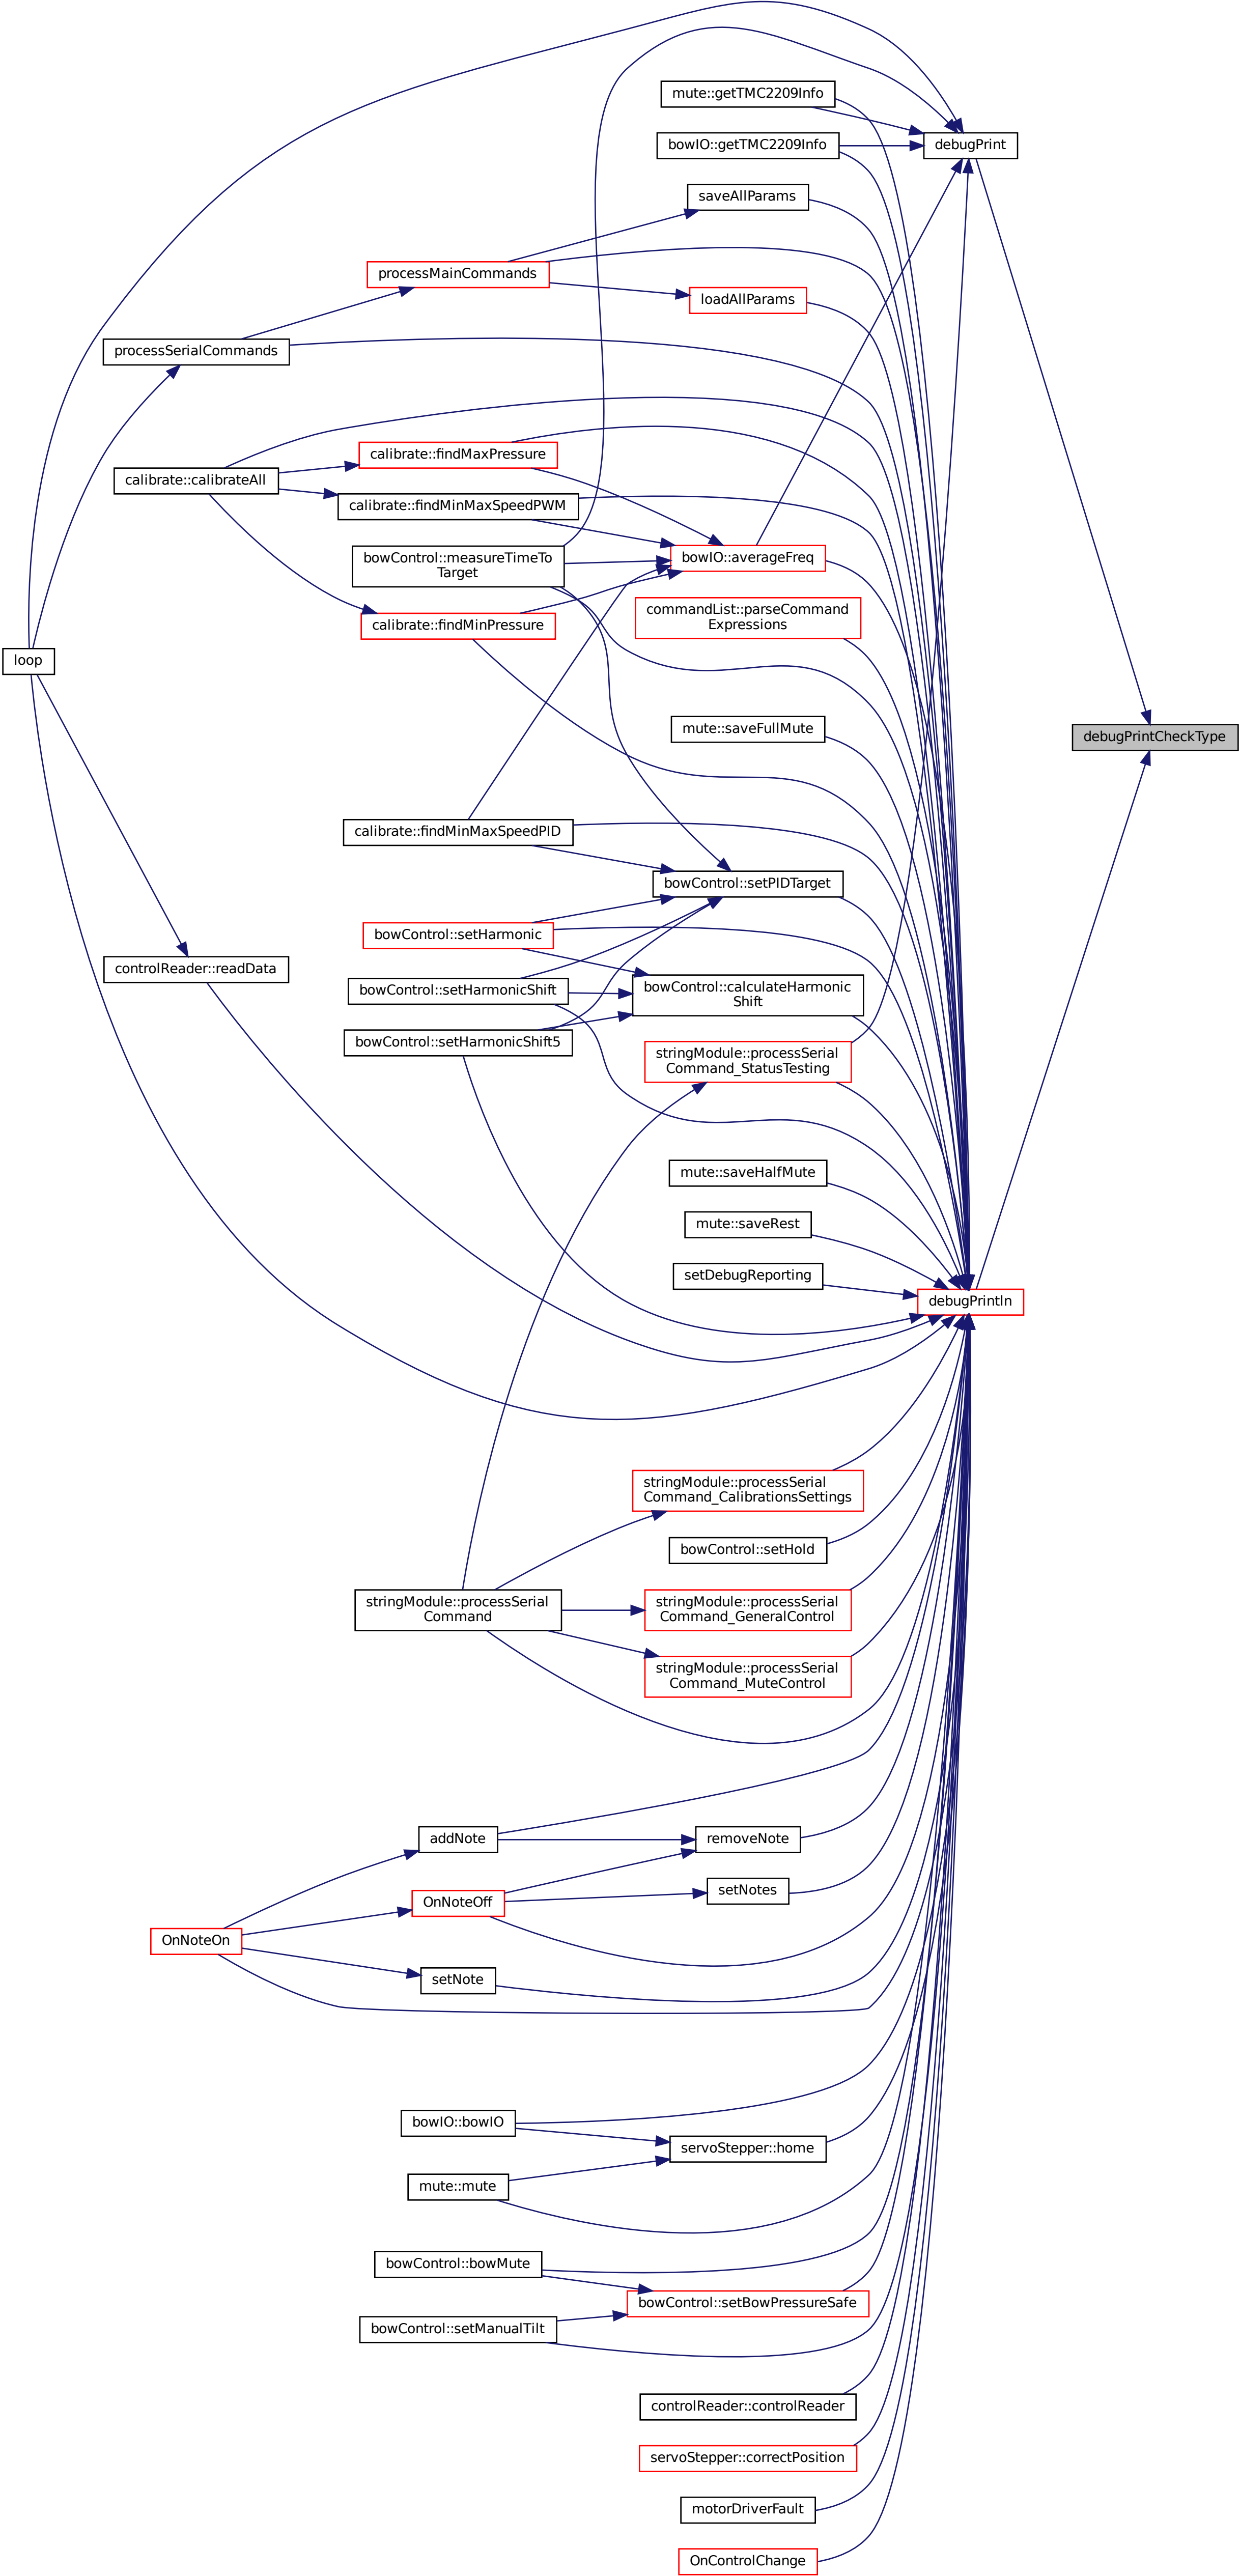 mute::getTMC2209Info
debugPrint
bowIO::getTMC2209Info
saveAllParams
processMainCommands
loadAllParams
processSerialCommands
calibrate::findMaxPressure
calibrate::calibrateAll
calibrate::findMinMaxSpeedPWM
bowControl::measureTimeTo
Target
bowIO::averageFreq
commandList::parseCommand
Expressions
calibrate::findMinPressure
loop
mute::saveFullMute
debugPrintCheckType
calibrate::findMinMaxSpeedPID
bowControl::setPIDTarget
bowControl::setHarmonic
controlReader::readData
bowControl::setHarmonicShift
bowControl::calculateHarmonic
Shift
bowControl::setHarmonicShift5
stringModule::processSerial
Command_StatusTesting
mute::saveHalfMute
mute::saveRest
setDebugReporting
debugPrintln
stringModule::processSerial
Command_CalibrationsSettings
bowControl::setHold
stringModule::processSerial
Command
stringModule::processSerial
Command_GeneralControl
stringModule::processSerial
Command_MuteControl
addNote
removeNote
setNotes
OnNoteOff
OnNoteOn
setNote
bowIO::bowIO
servoStepper::home
mute::mute
bowControl::bowMute
bowControl::setBowPressureSafe
bowControl::setManualTilt
controlReader::controlReader
servoStepper::correctPosition
motorDriverFault
OnControlChange